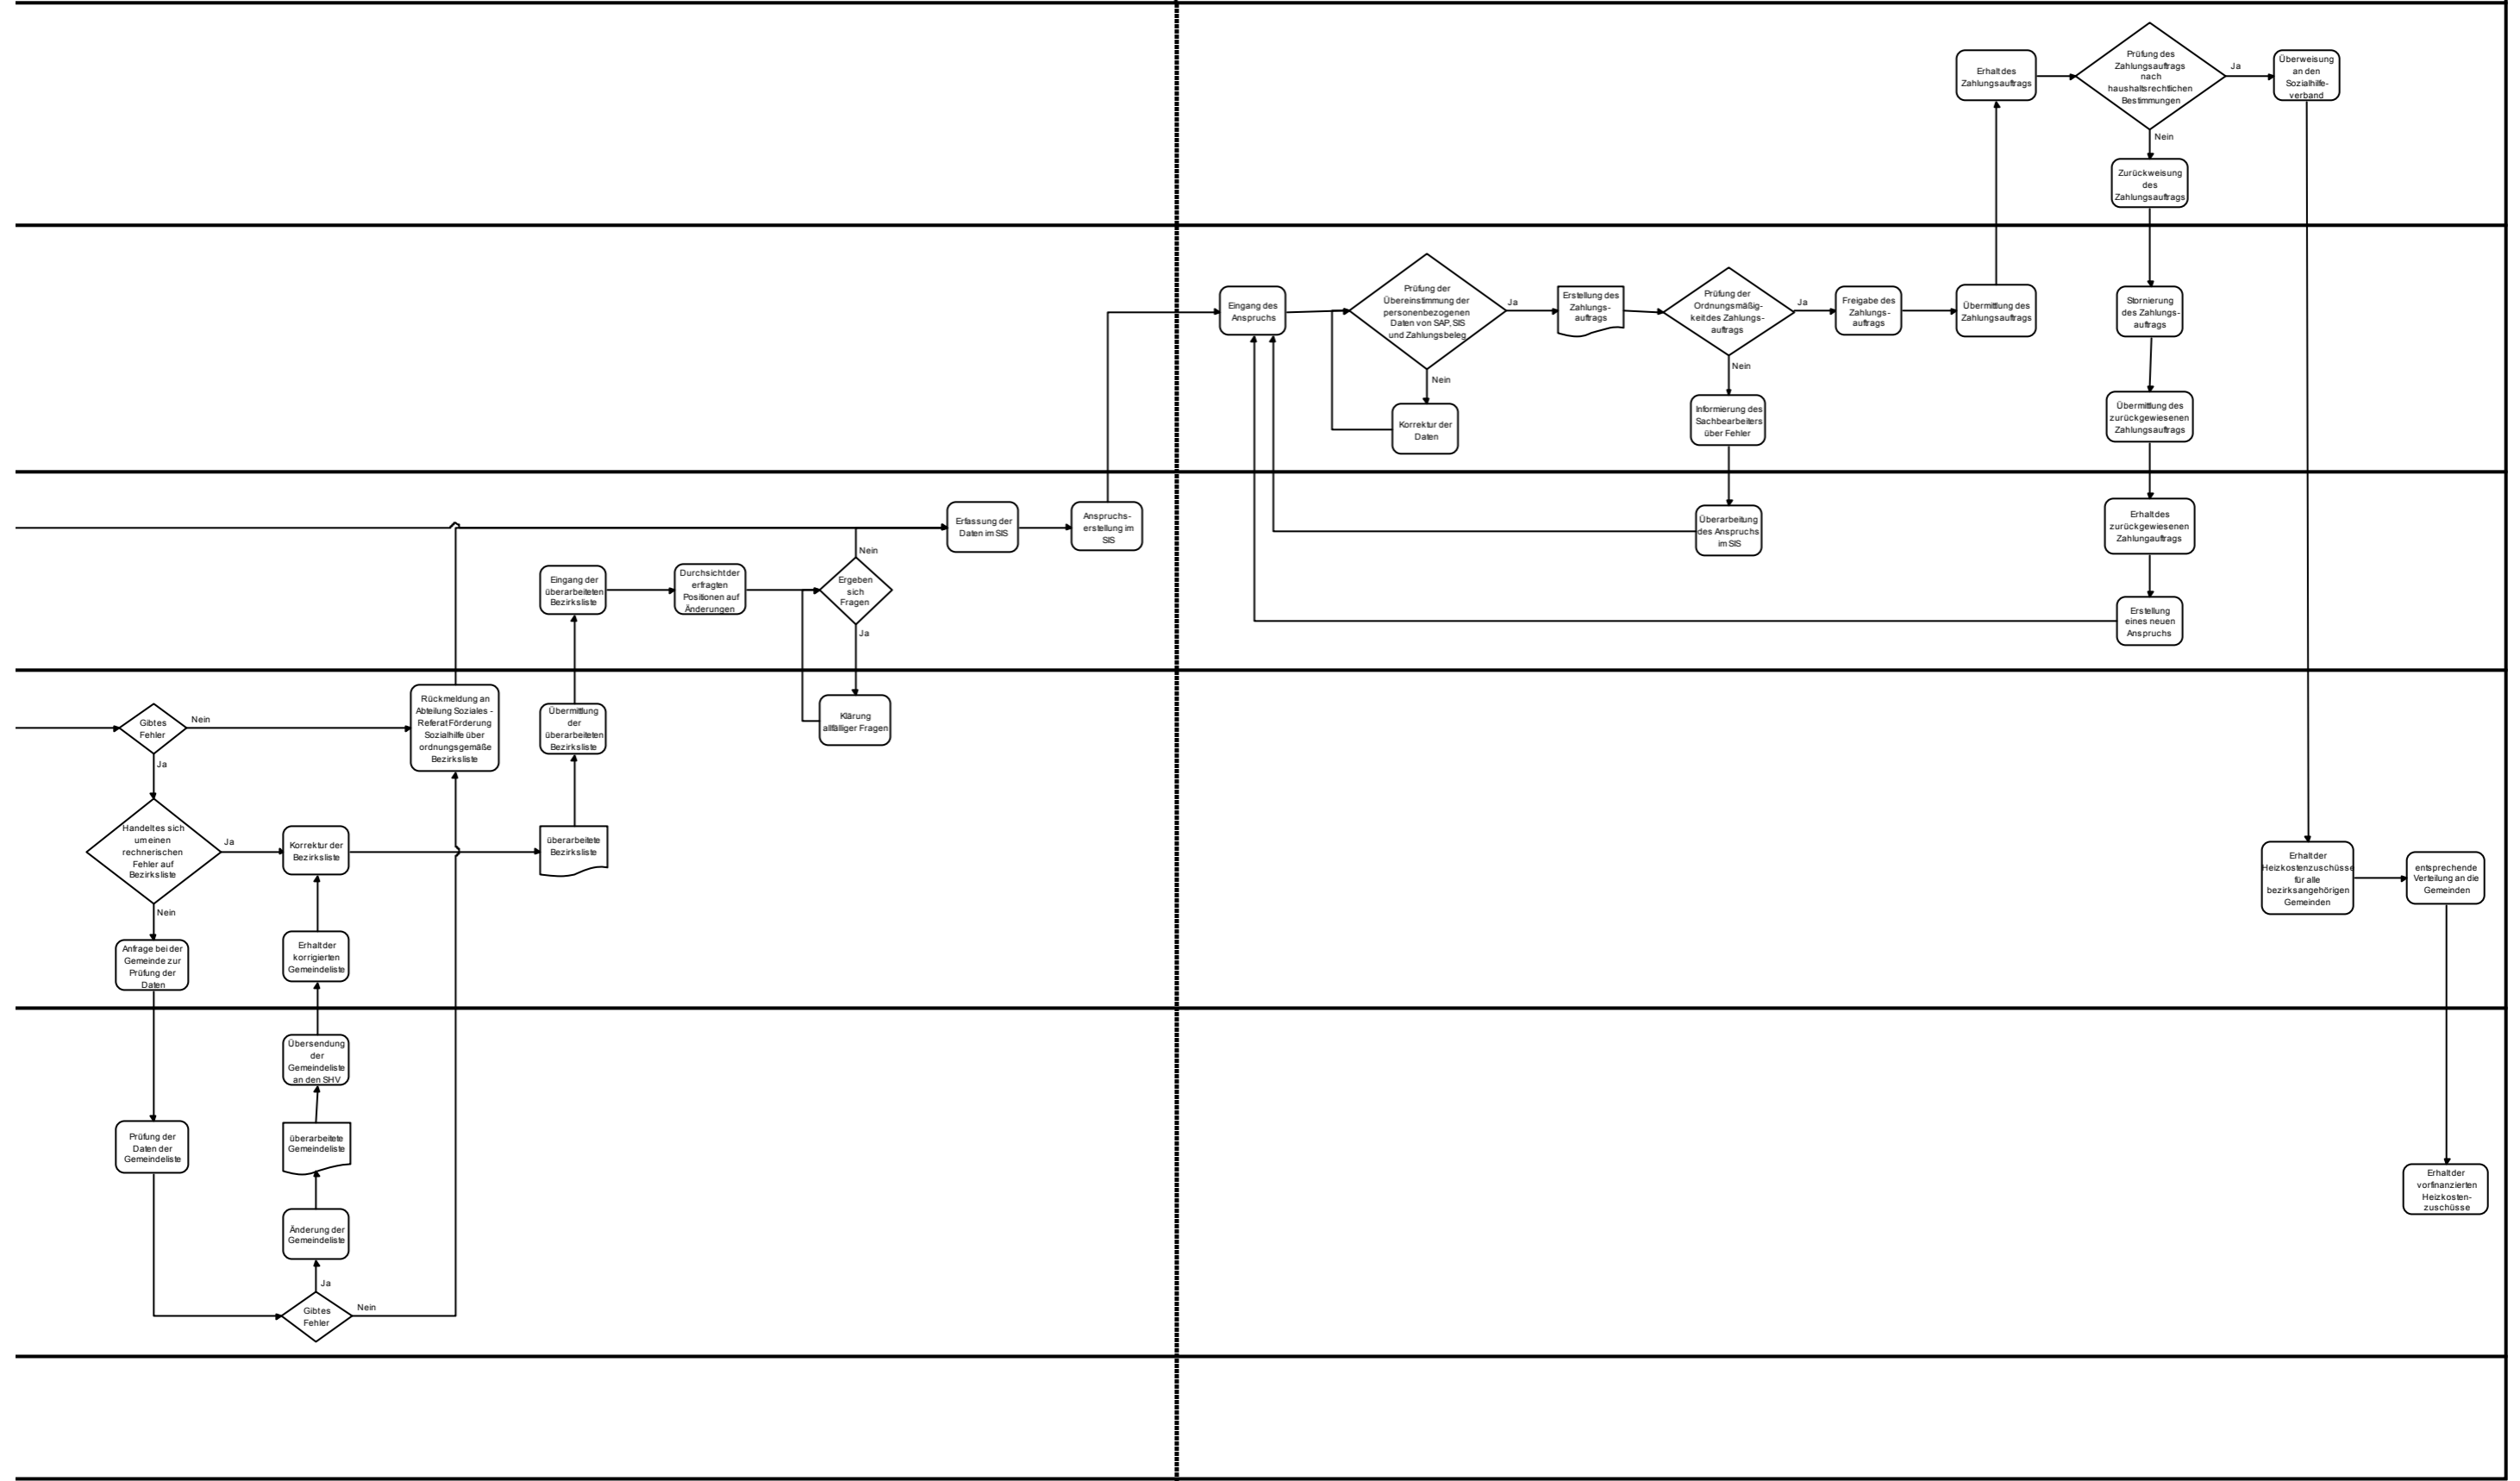 Erhalt des
Zahlungsauftrags
Prüfung des
Zahlungsauftrags
nach
haushaltsrechtlichen
Bestimmungen
Ja
Überweisung
an den
Sozialhilfe-
verband
Nein
Zurückweisung
des
Zahlungsauftrags
Eingang des
Anspruchs
Prüfung der
Übereinstimmung der
personenbezogenen
Daten von SAP, SIS
und Zahlungsbeleg
Ja
Erstellung des
Zahlungs-
auftrags
Prüfung der
Ordnungsmäßig-
keit des Zahlungs-
auftrags
Ja
Freigabe des
Zahlungs-
auftrags
Übermittlung des
Zahlungsauftrags
Stornierung
des Zahlungs-
auftrags
Nein
Korrektur der
Daten
Nein
Informierung des
Sachbearbeiters
über Fehler
Übermittlung des
zurückgewiesenen
Zahlungsauftrags
Erfassung der
Daten im SIS
Anspruchs-
erstellung im
SIS
Überarbeitung
des Anspruchs
im SIS
Erhalt des
zurückgewiesenen
Zahlungauftrags
Eingang der
überarbeiteten
Bezirksliste
Durchsicht der
erfragten
Positionen auf
Änderungen
Nein
Ergeben
sich
Fragen
Ja
Erstellung
eines neuen
Anspruchs
Gibt es
Fehler
Nein
Rückmeldung an
Abteilung Soziales -
Referat Förderung
Sozialhilfe über
ordnungsgemäße
Bezirksliste
Übermittlung
der
überarbeiteten
Bezirksliste
Klärung
allfälliger Fragen
Ja
Handelt es sich
um einen
rechnerischen
Fehler auf
Bezirksliste
Ja
Korrektur der
Bezirksliste
überarbeitete
Bezirksliste
Erhalt der
Heizkostenzuschüsse
für alle
bezirksangehörigen
Gemeinden
entsprechende
Verteilung an die
Gemeinden
Nein
Anfrage bei der
Gemeinde zur
Prüfung der
Daten
Erhalt der
korrigierten
Gemeindeliste
Übersendung
der
Gemeindeliste
an den SHV
Prüfung der
Daten der
Gemeindeliste
überarbeitete
Gemeindeliste
Erhalt der
vorfinanzierten
Heizkosten-
zuschüsse
Änderung der
Gemeindeliste
Ja
Gibt es
Fehler
Nein